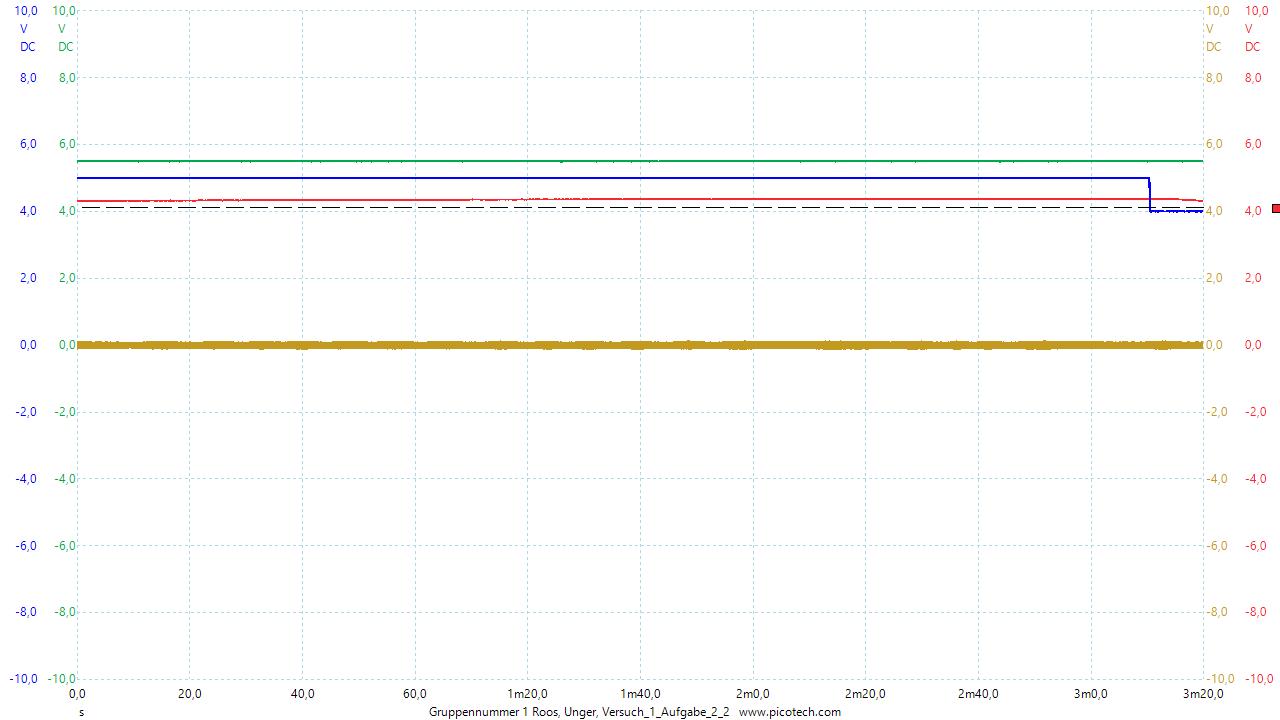 10,0 10,0 10,0 10,0
V V V V
DC DC DC DC
8,0 8,0 8,0 8,0
6,0 6,0 6,0 6,0
4,0 4,0 4,0 4,0
2,0 2,0 2,0 2,0
0,0 0,0 0,0 0,0
-2,0 -2,0 -2,0 -2,0
-4,0 -4,0 -4,0 -4,0
-6,0 -6,0 -6,0 -6,0
-8,0 -8,0 -8,0 -8,0
-10,0 -10,0 -10,0 -10,0
0,0 20,0 40,0 60,0 1m20,0 1m40,0 2m0,0 2m20,0 2m40,0 3m0,0 3m20,0
s Gruppennummer 1 Roos, Unger, Versuch_1_Aufgabe_2_2 www.picotech.com